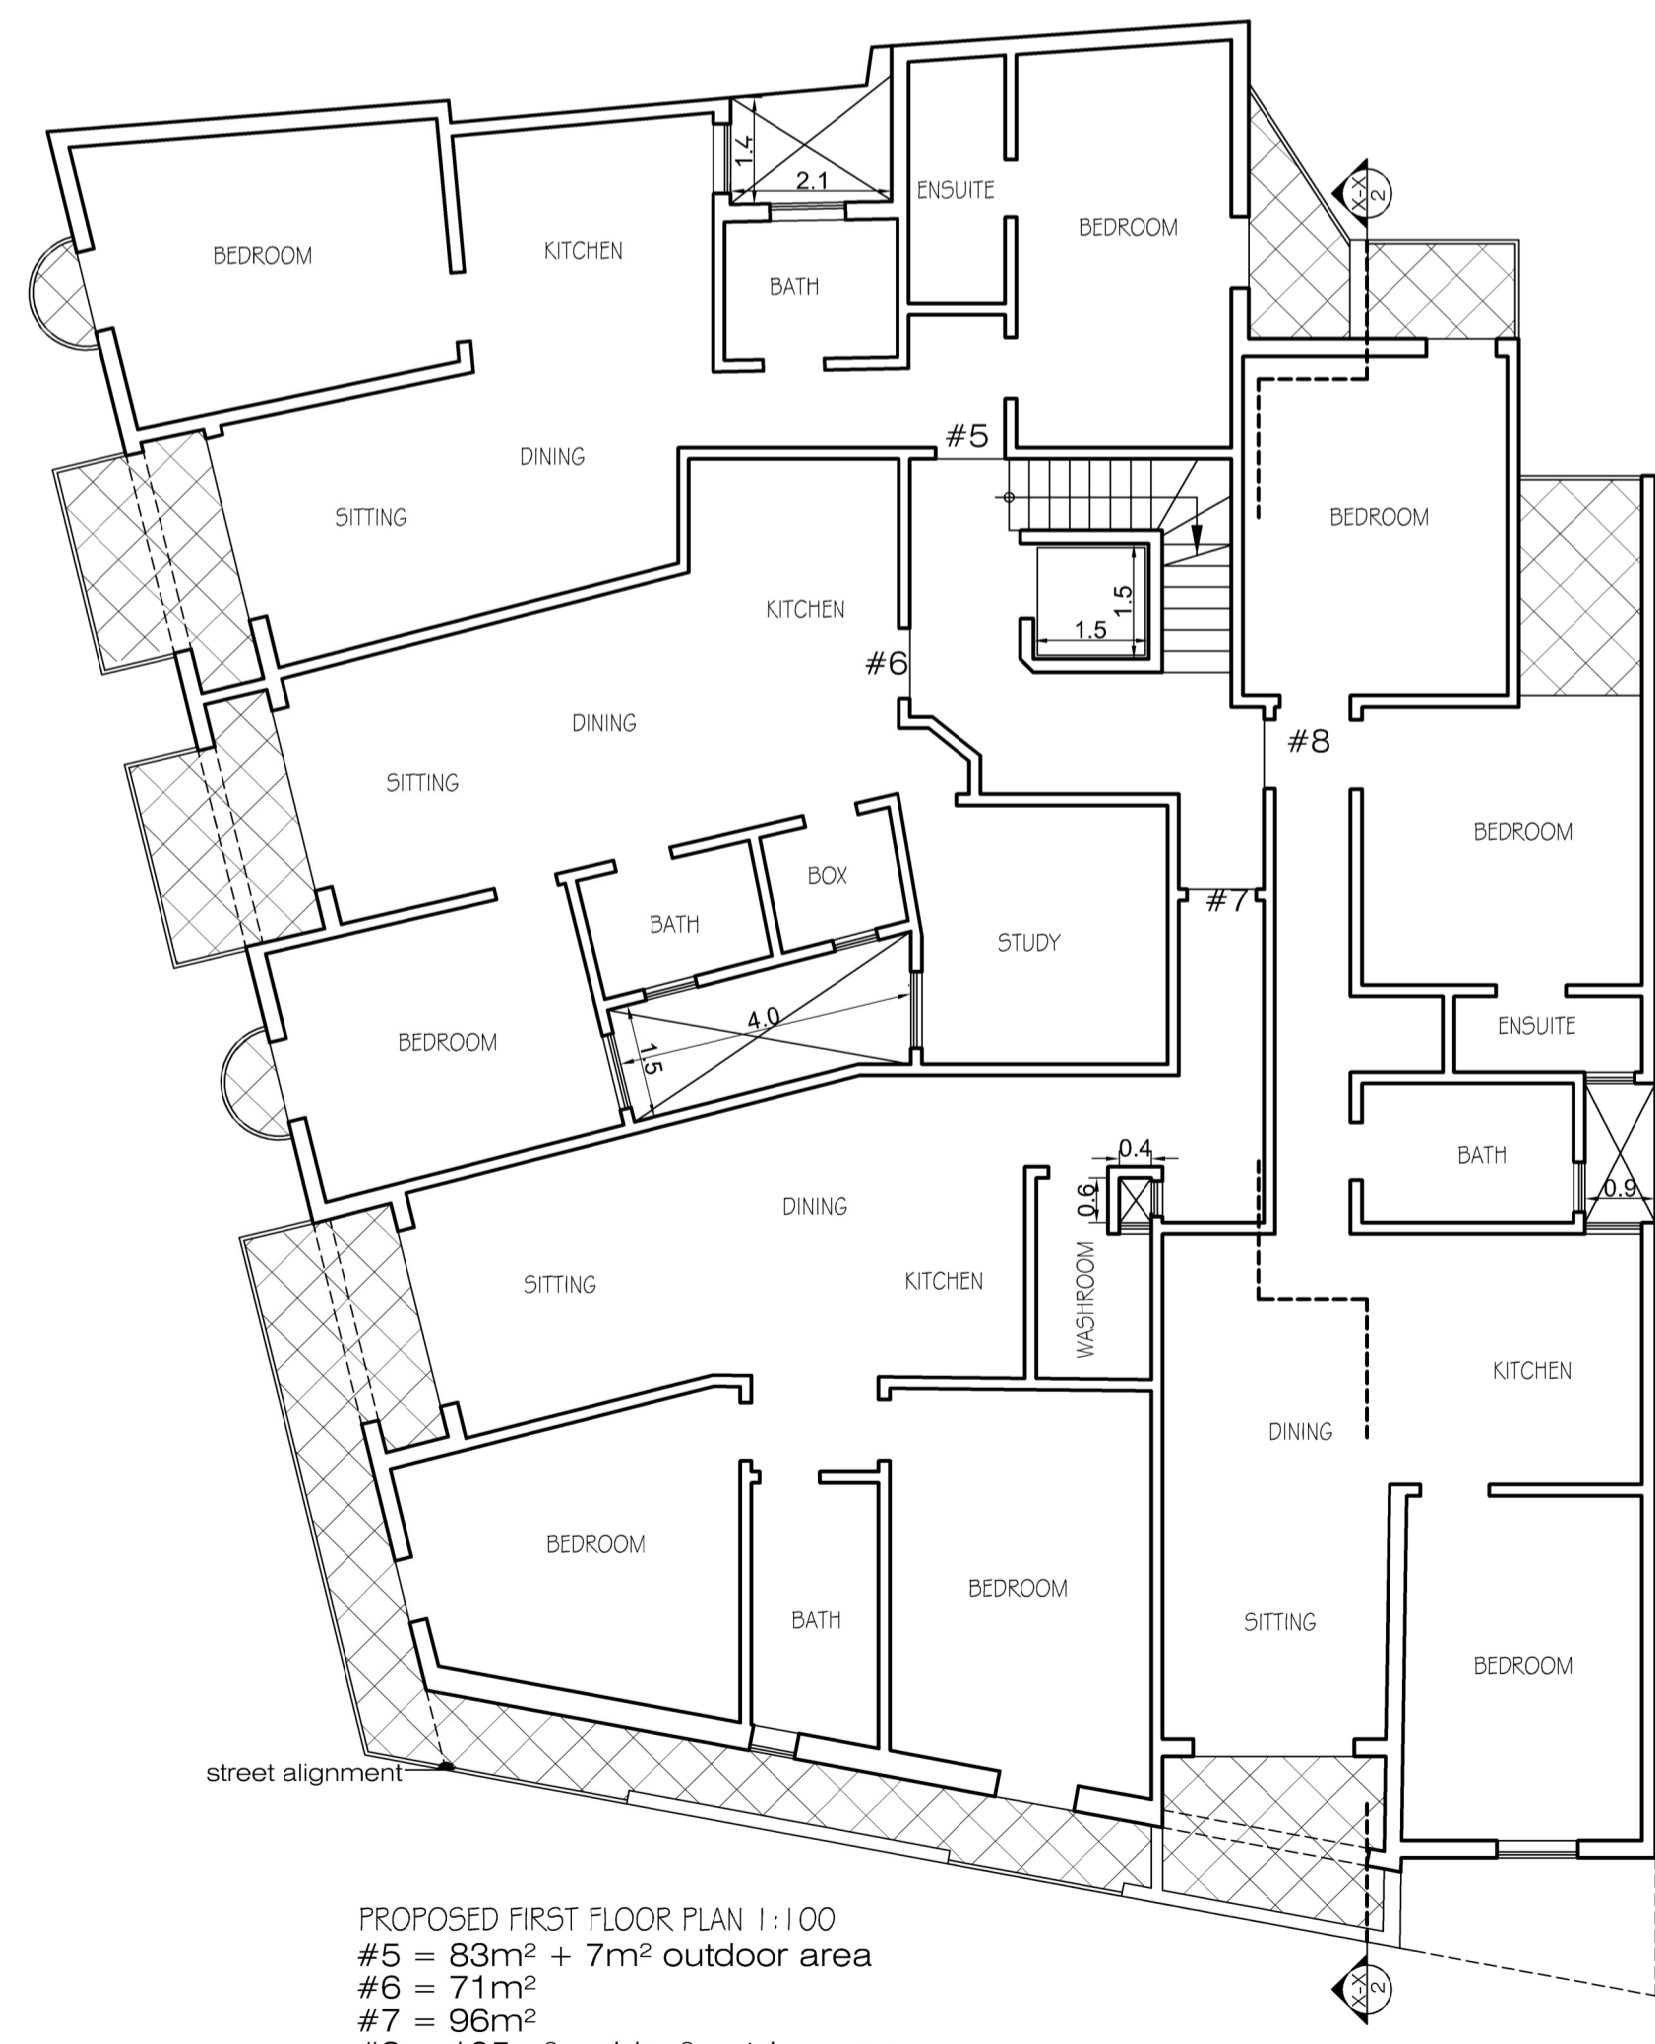 1.4
2.1
ENSUITE
BEDROOM
X-X
2
BEDROOM
KITCHEN
BATH
#5
DINING
SITTING
BEDROOM
KITCHEN
1.5
1.5
#6
DINING
#8
SITTING
BEDROOM
BOX
#7
BATH
STUDY
4.0
1.5
BEDROOM
ENSUITE
0.4
BATH
0.6
0.9
DINING
SITTING
KITCHEN
WASHROOM
KITCHEN
DINING
BEDROOM
BEDROOM
BATH
SITTING
BEDROOM
street alignment
PROPOSED FIRST FLOOR PLAN 1:100
#5 = 83m² + 7m² outdoor area
#6 = 71m²
#7 = 96m²
X-X
2